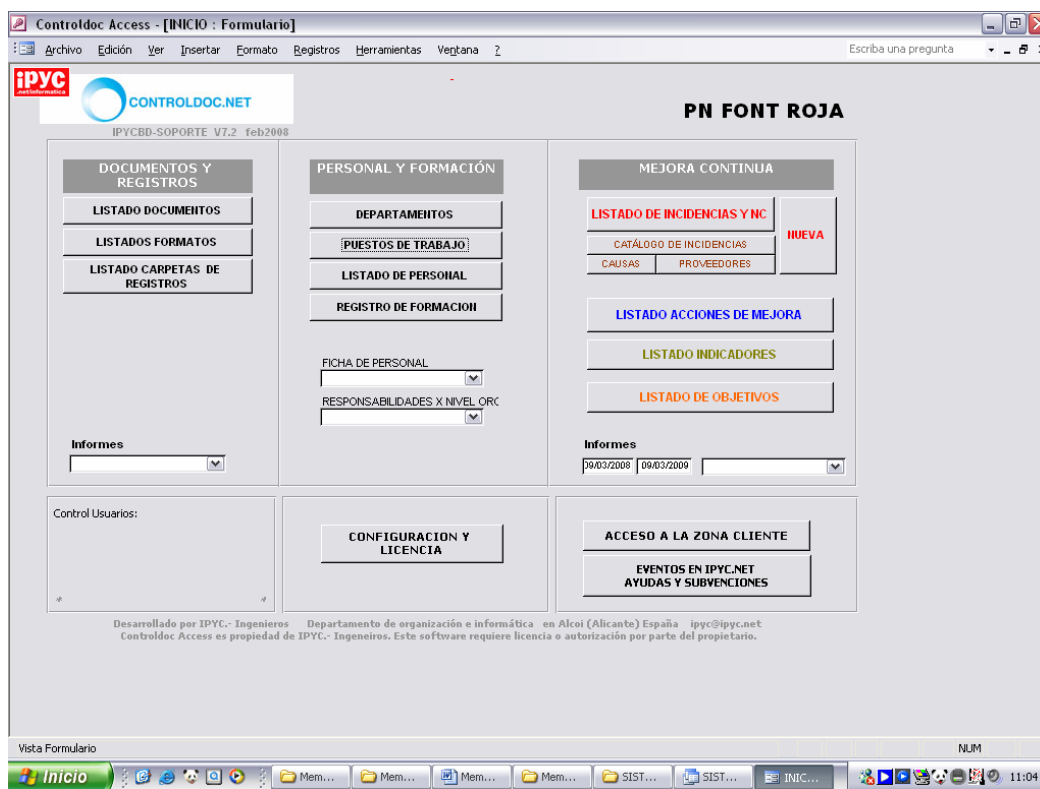 Controldoc Access - [INICIO : Formulario]
Archivo Edición Ver Insertar Formato Registros Herramientas Ventana ?
Escriba una pregunta
iPYC
.net/informatica
CONTROLDOC.NET
IPYCBD-SOPORTE V7.2 feb2008
PN FONT ROJA
DOCUMENTOS Y
REGISTROS
LISTADO DOCUMENTOS
LISTADOS FORMATOS
LISTADO CARPETAS DE
REGISTROS
Informes
PERSONAL Y FORMACIÓN
DEPARTAMENTOS
PUESTOS DE TRABAJO
LISTADO DE PERSONAL
REGISTRO DE FORMACION
FICHA DE PERSONAL
RESPONSABILIDADES X NIVEL ORG
MEJORA CONTINUA
LISTADO DE INCIDENCIAS Y NC
NUEVA
CATÁLOGO DE INCIDENCIAS
CAUSAS PROVEEDORES
LISTADO ACCIONES DE MEJORA
LISTADO INDICADORES
LISTADO DE OBJETIVOS
Informes
09/03/2008 09/03/2009
Control Usuarios:
CONFIGURACION Y
LICENCIA
ACCESO A LA ZONA CLIENTE
EVENTOS EN IPYC.NET
AYUDAS Y SUBVENCIONES
Desarrollado por IPYC.- Ingenieros Departamento de organización e informática en Alcoi (Alicante) España ipyc@ipyc.net
Controldoc Access es propiedad de IPYC.- Ingeneiros. Este software requiere licencia o autorización por parte del propietario.
Vista Formulario
NUM
Inicio
Mem...
Mem...
Mem...
Mem...
SIST...
SIST...
INIC...
11:04